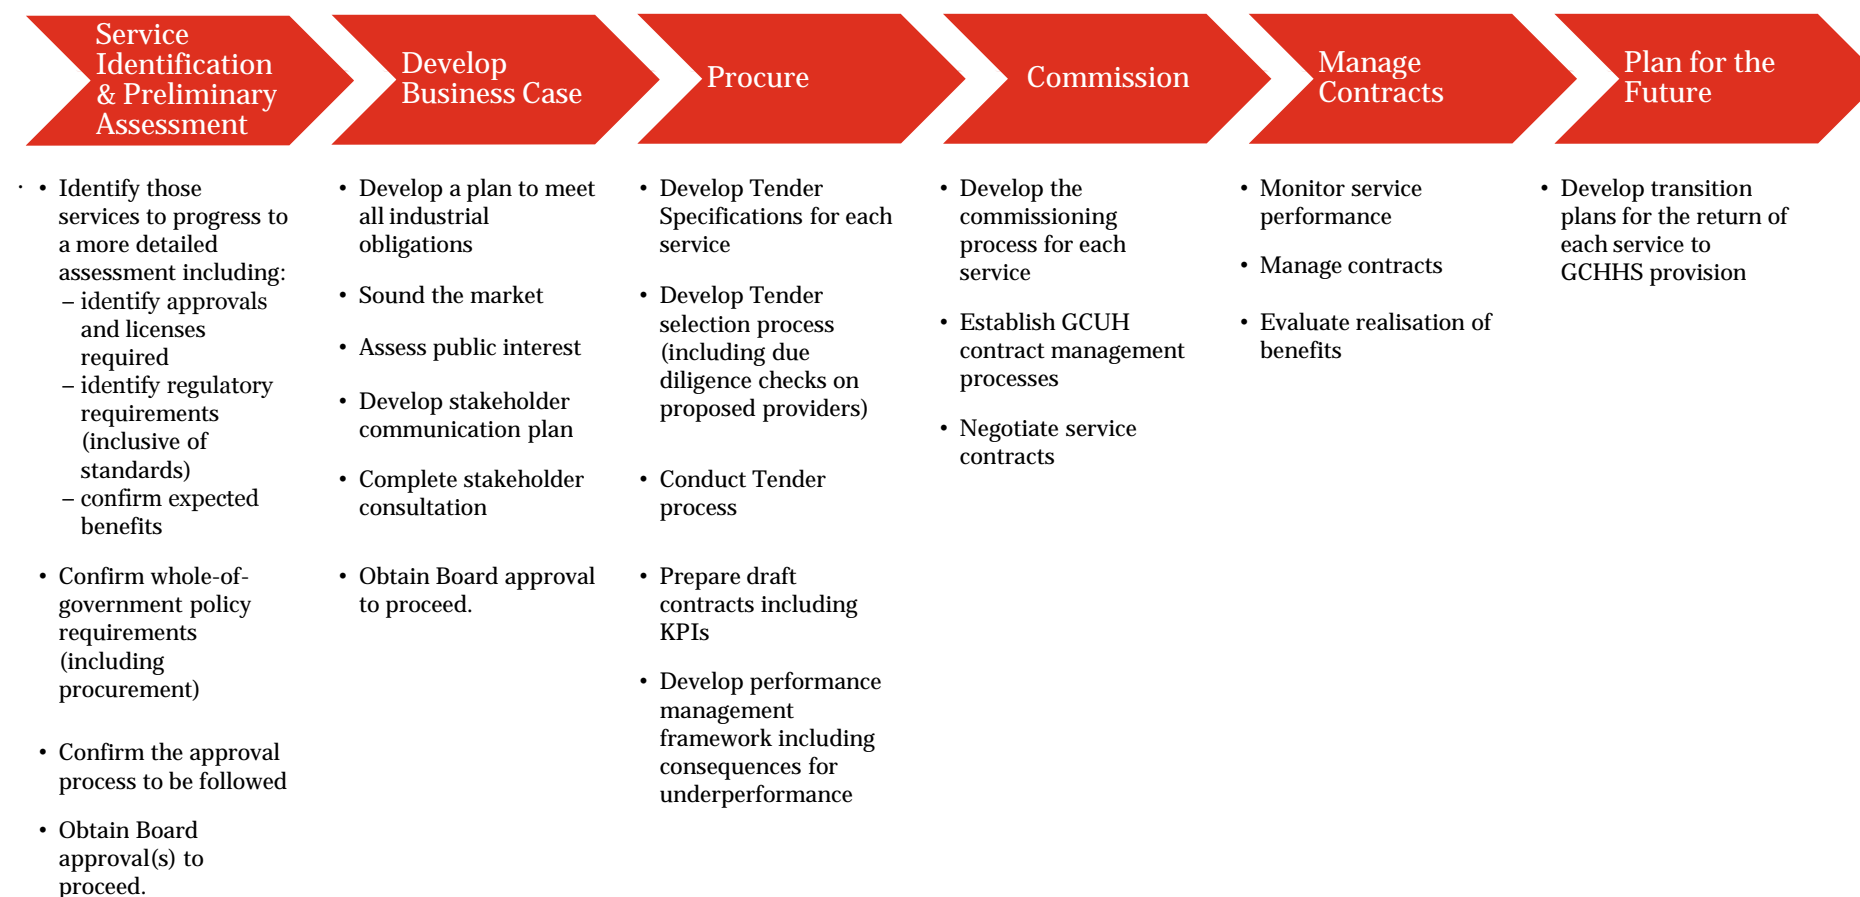 Service
Identification
& Preliminary
Assessment
Develop
Business Case
Procure
Commission
Manage
Contracts
Plan for the
Future
• Identify those
services to progress to
a more detailed
assessment including:
– identify approvals
and licenses
required
– identify regulatory
requirements
(inclusive of
standards)
– confirm expected
benefits
• Confirm whole-of-
government policy
requirements
(including
procurement)
• Confirm the approval
process to be followed
• Obtain Board
approval(s) to
proceed.
• Develop a plan to meet
all industrial
obligations
• Sound the market
• Assess public interest
• Develop stakeholder
communication plan
• Complete stakeholder
consultation
• Obtain Board approval
to proceed.
• Develop Tender
Specifications for each
service
• Develop Tender
selection process
(including due
diligence checks on
proposed providers)
• Conduct Tender
process
• Prepare draft
contracts including
KPIs
• Develop performance
management
framework including
consequences for
underperformance
• Develop the
commissioning
process for each
service
• Establish GCUH
contract management
processes
• Negotiate service
contracts
• Monitor service
performance
• Manage contracts
• Evaluate realisation of
benefits
• Develop transition
plans for the return of
each service to
GCHHS provision